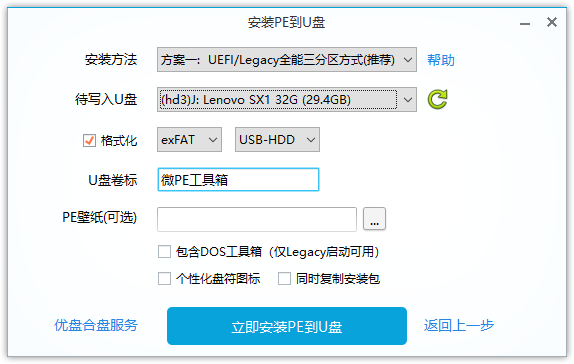 安装PE到U盘
安装方法 方案一：UEFI/Legacy全能三分区方式(推荐) 帮助
待写入U盘 (hd3)J: Lenovo SX1 32G (29.4GB)
格式化 exFAT USB-HDD
U盘卷标 微PE工具箱
PE壁纸(可选) ...
包含DOS工具箱（仅Legacy启动可用）
个性化盘符图标 同时复制安装包
优盘合盘服务 立即安装PE到U盘 返回上一步